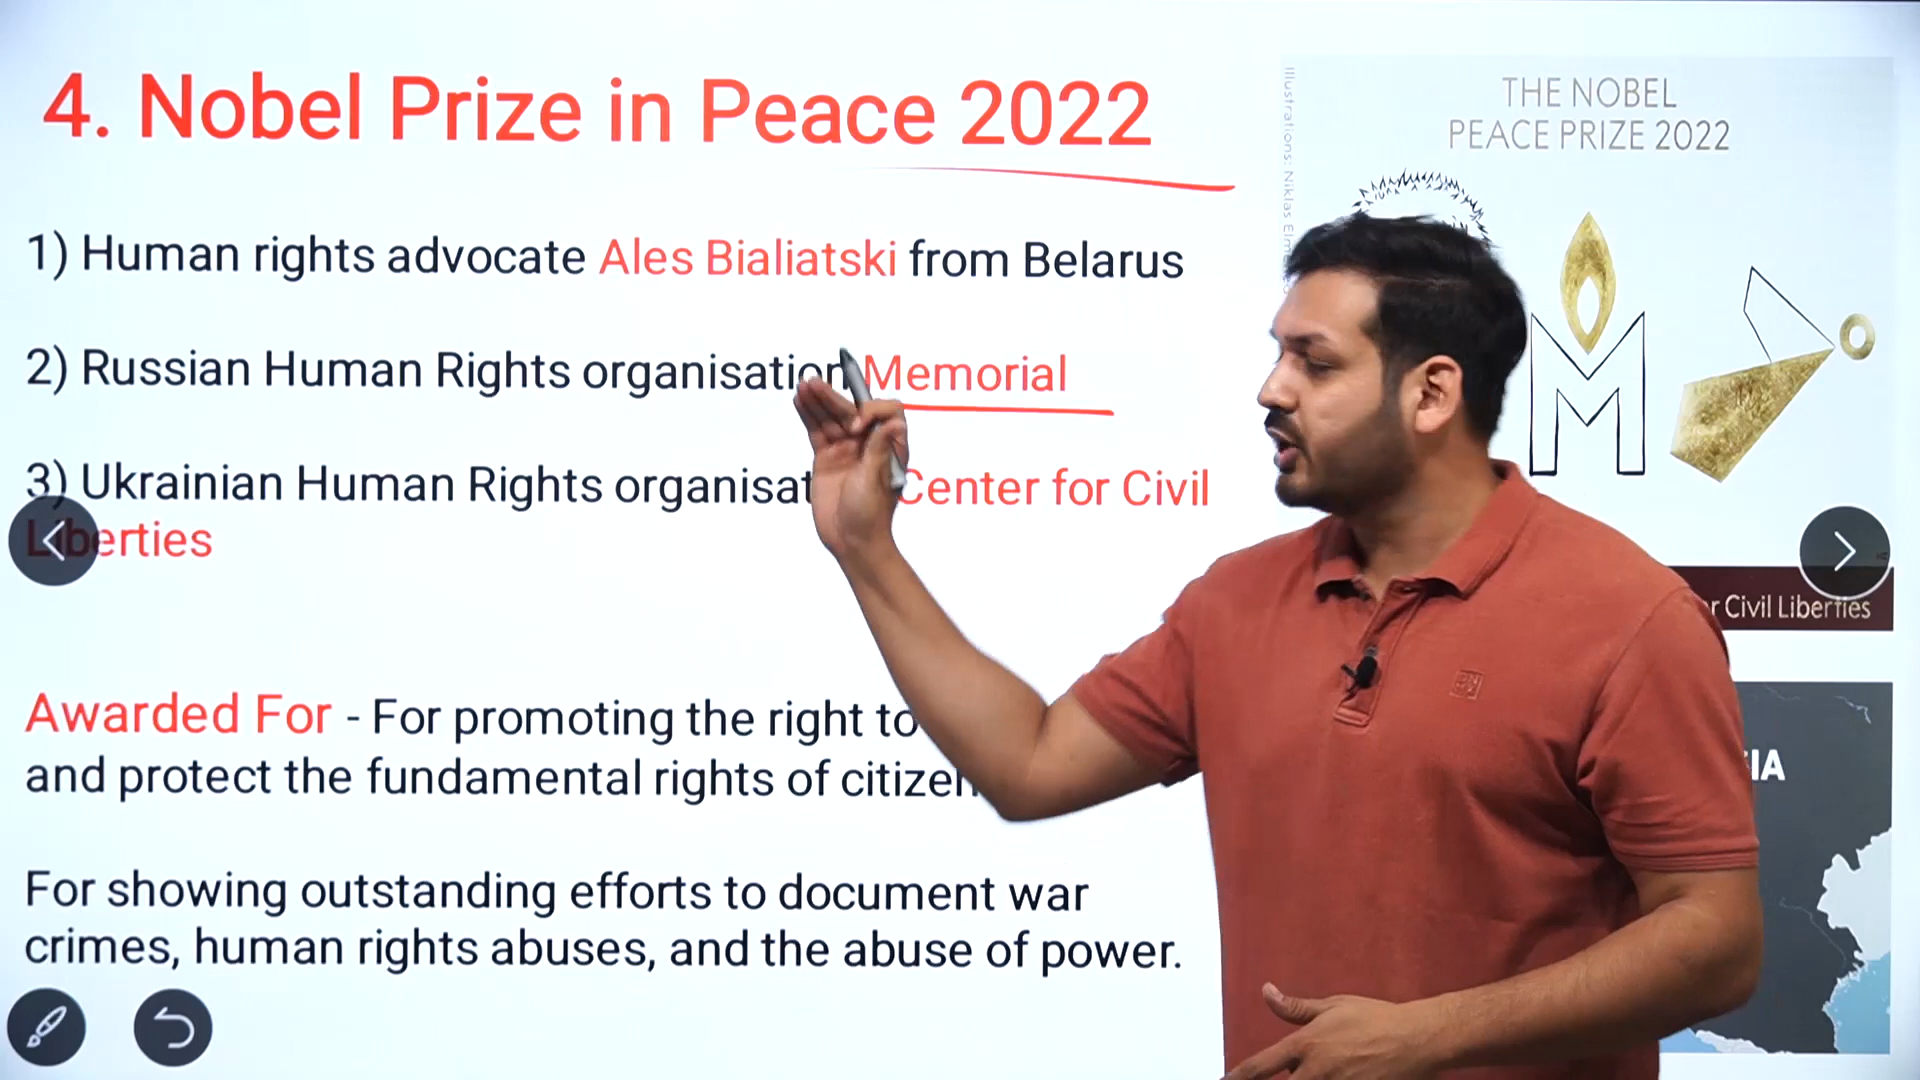 4. Nobel Prize in Peace 2022
1) Human rights advocate Ales Bialiatski from Belarus
2) Russian Human Rights organisation Memorial
3) Ukrainian Human Rights Center for Civil
Liberties
Awarded For - For promoting the right to
and protect the fundamental rights of
For showing outstanding efforts to document war
crimes, human rights abuses, and the abuse of power.
THE NOBEL
PEACE PRIZE 2022
Illustrations: Niklas
M
Civil Liberties